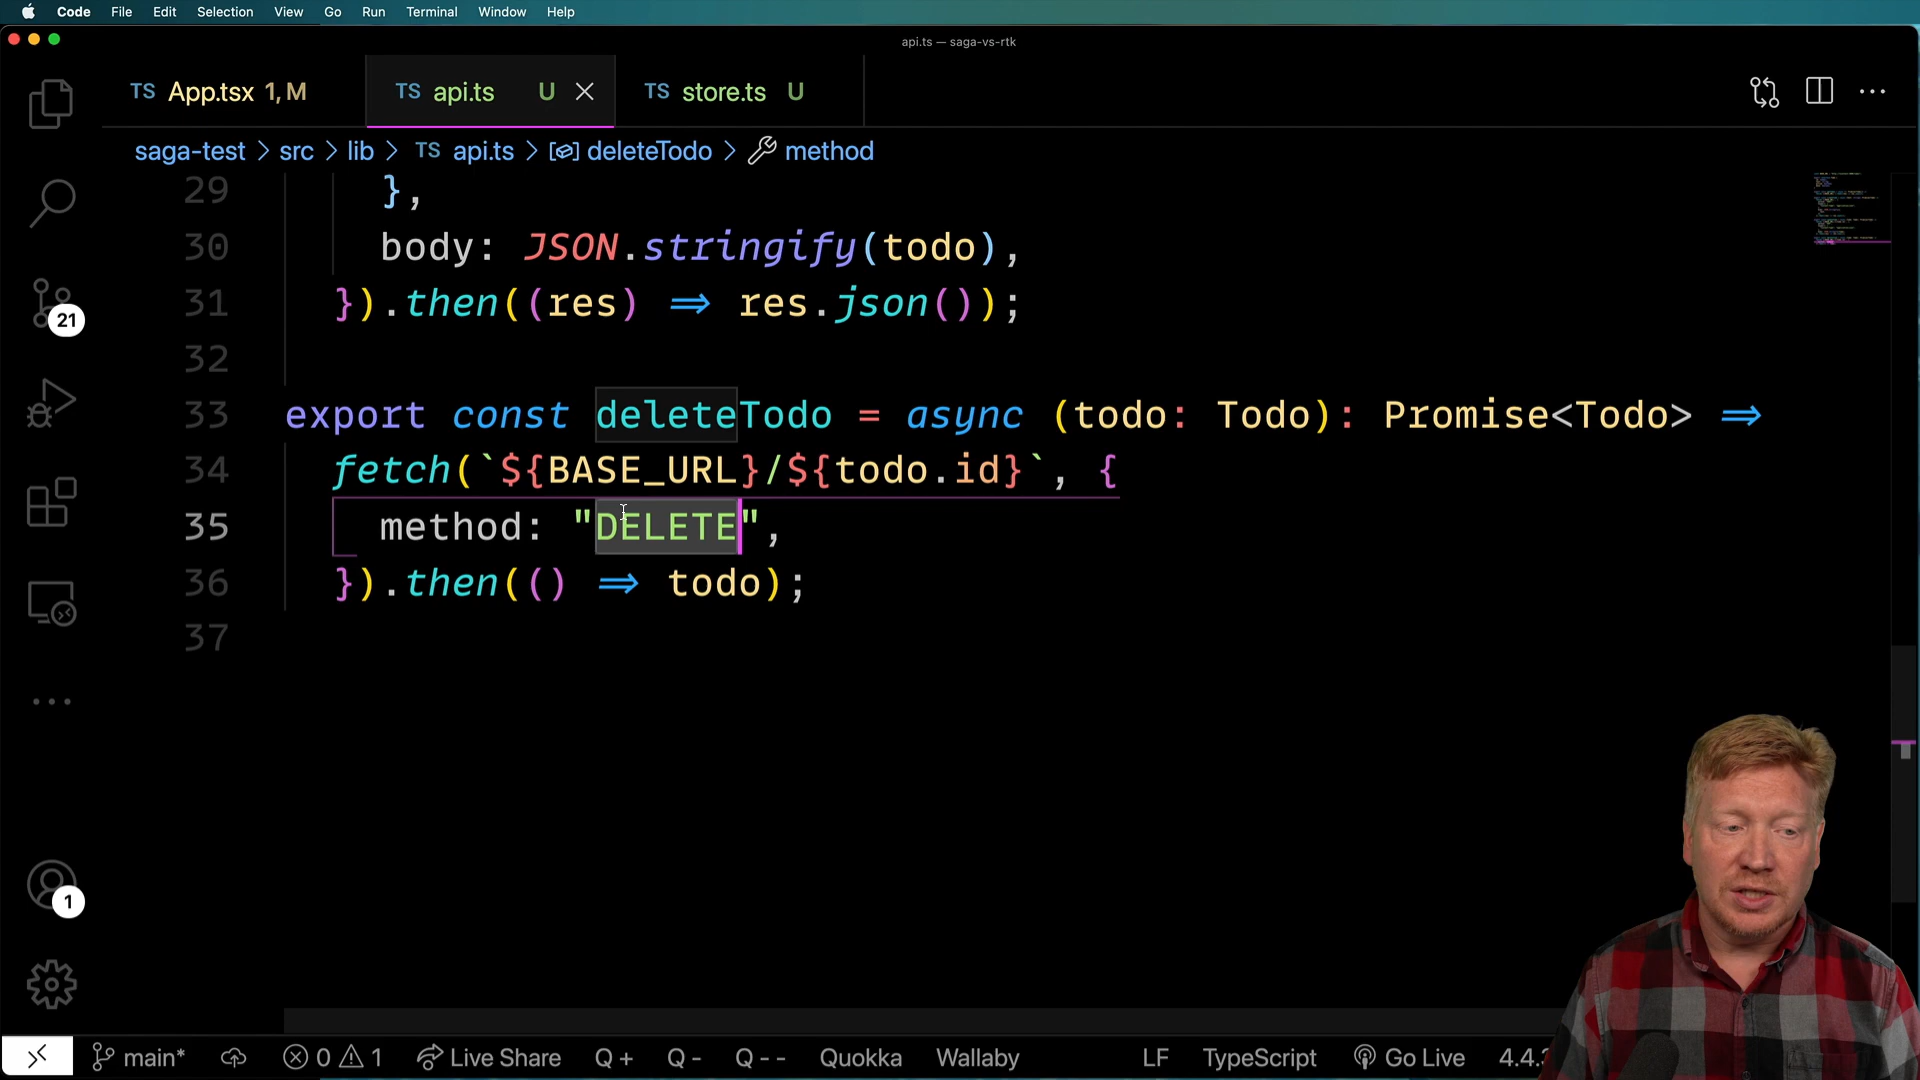 Code File Edit Selection View Go Run Terminal Window Help
api.ts — saga-vs-rtk
TS App.tsx 1, M TS api.ts U TS store.ts U
saga-test > src > lib > TS api.ts > deleteTodo > method
29 },
30 body: JSON.stringify(todo),
31 }).then((res) ⇒ res.json());
32
33 export const deleteTodo = async (todo: Todo): Promise<Todo> ⇒
34 fetch(`${BASE_URL}/${todo.id}`, {
35 method: "DELETE",
36 }).then(() ⇒ todo);
37
21
1
main* 0 1 Live Share Q + Q - Q - - Quokka Wallaby LF TypeScript Go Live